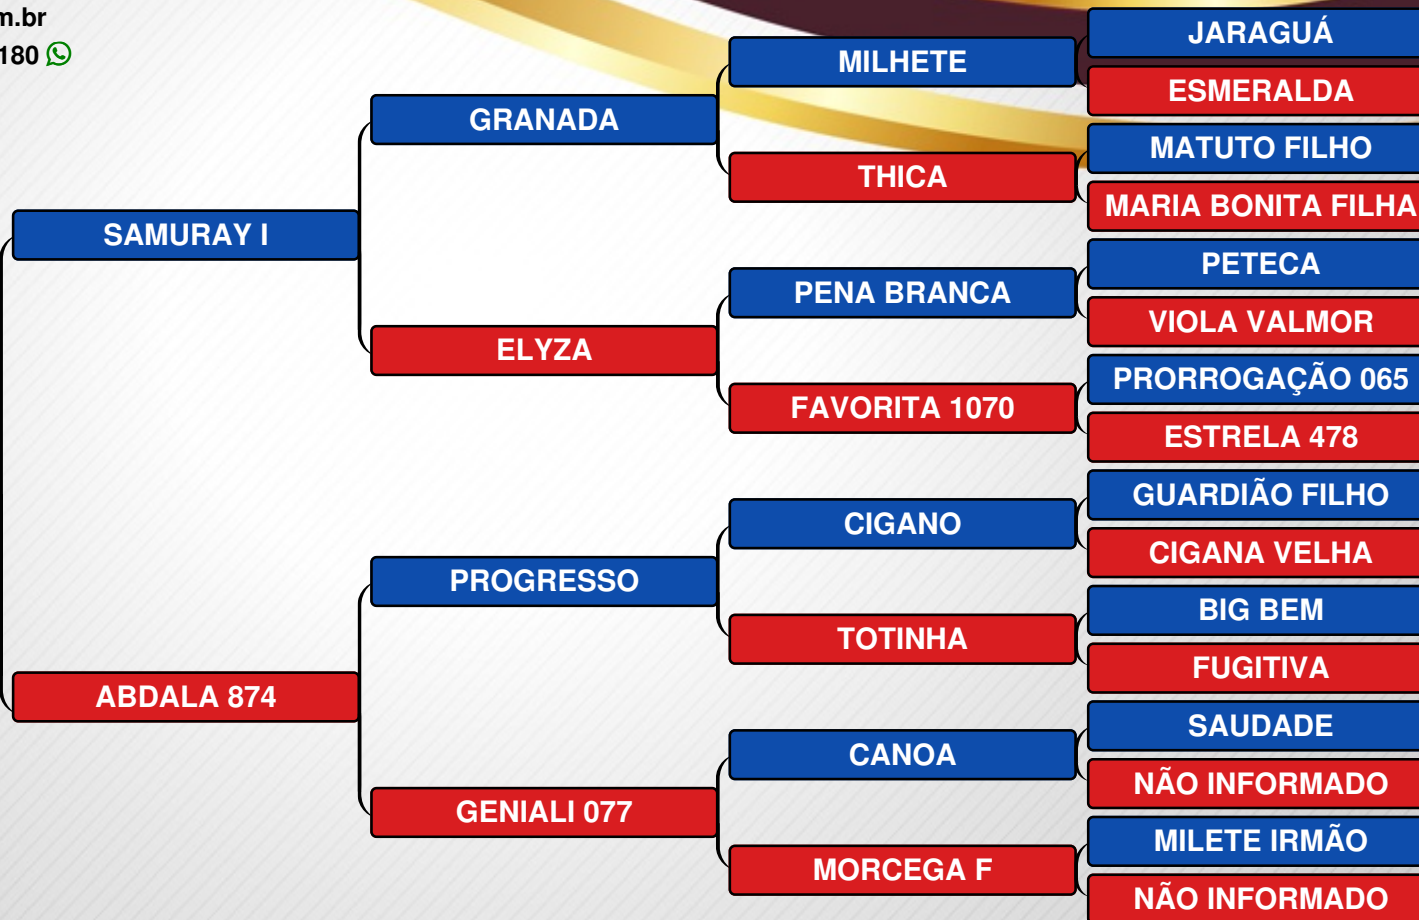 m.br
180
JARAGUÁ
MILHETE
ESMERALDA
GRANADA
MATUTO FILHO
THICA
MARIA BONITA FILHA
SAMURAY I
PETECA
PENA BRANCA
VIOLA VALMOR
ELYZA
PRORROGAÇÃO 065
FAVORITA 1070
ESTRELA 478
GUARDIÃO FILHO
CIGANO
CIGANA VELHA
PROGRESSO
BIG BEM
TOTINHA
FUGITIVA
ABDALA 874
SAUDADE
CANOA
NÃO INFORMADO
GENIALI 077
MILETE IRMÃO
MORCEGA F
NÃO INFORMADO